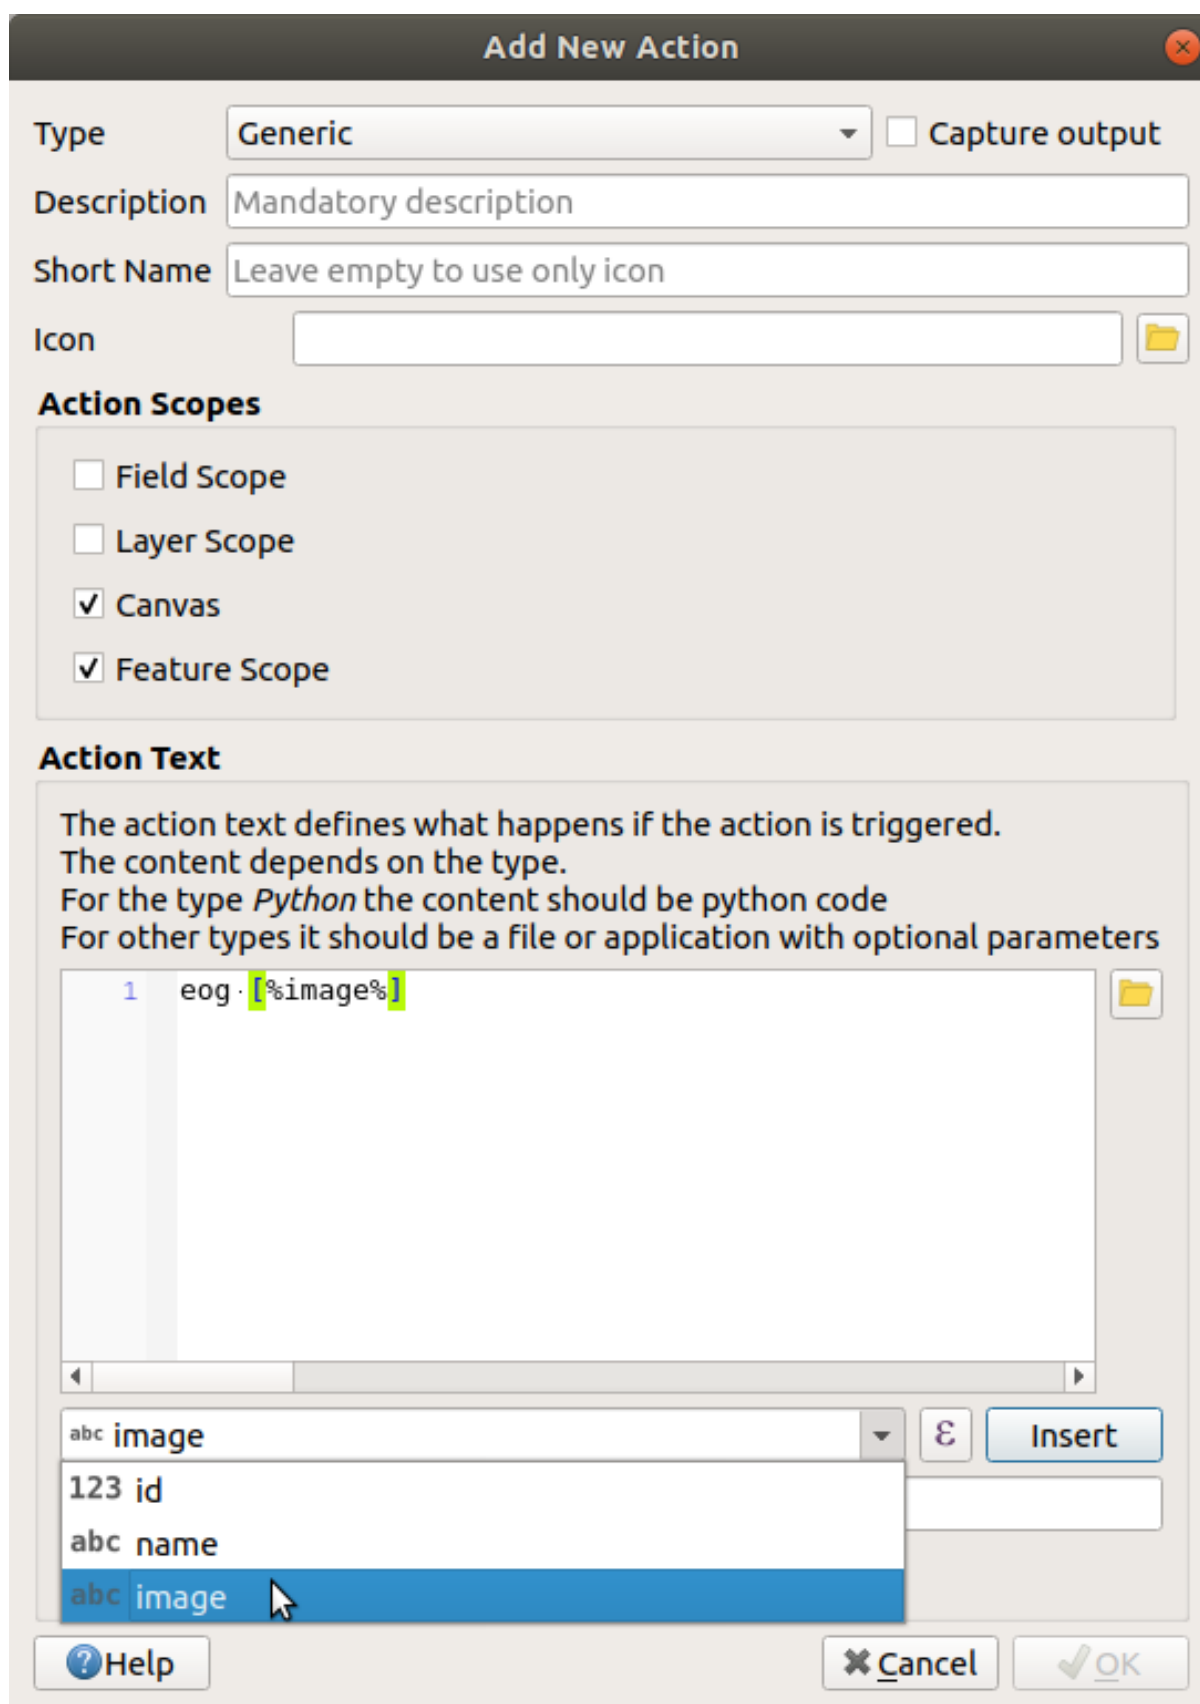 Add New Action
Type Generic Capture output
Description Mandatory description
Short Name Leave empty to use only icon
Icon
Action Scopes
Field Scope
Layer Scope
Canvas
Feature Scope
Action Text
The action text defines what happens if the action is triggered.
The content depends on the type.
For the type Python the content should be python code
For other types it should be a file or application with optional parameters
1 eog·[%image%]
abc image ε Insert
123 id
abc name
abc image
Help Cancel OK